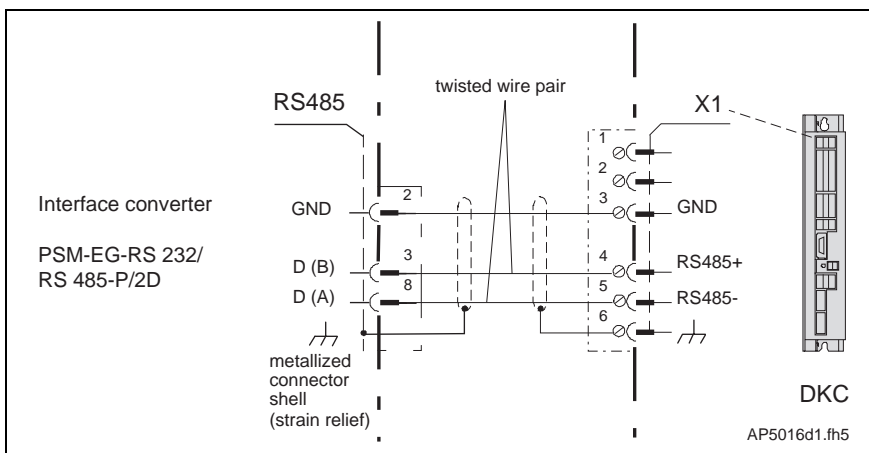 twisted wire pair
RS485
X1
1
2
2
3
GND
GND
Interface converter
PSM-EG-RS 232/
RS 485-P/2D
3
4
D (B)
RS485+
8
5
D (A)
RS485-
6
metallized
connector
shell
(strain relief)
DKC
AP5016d1.fh5